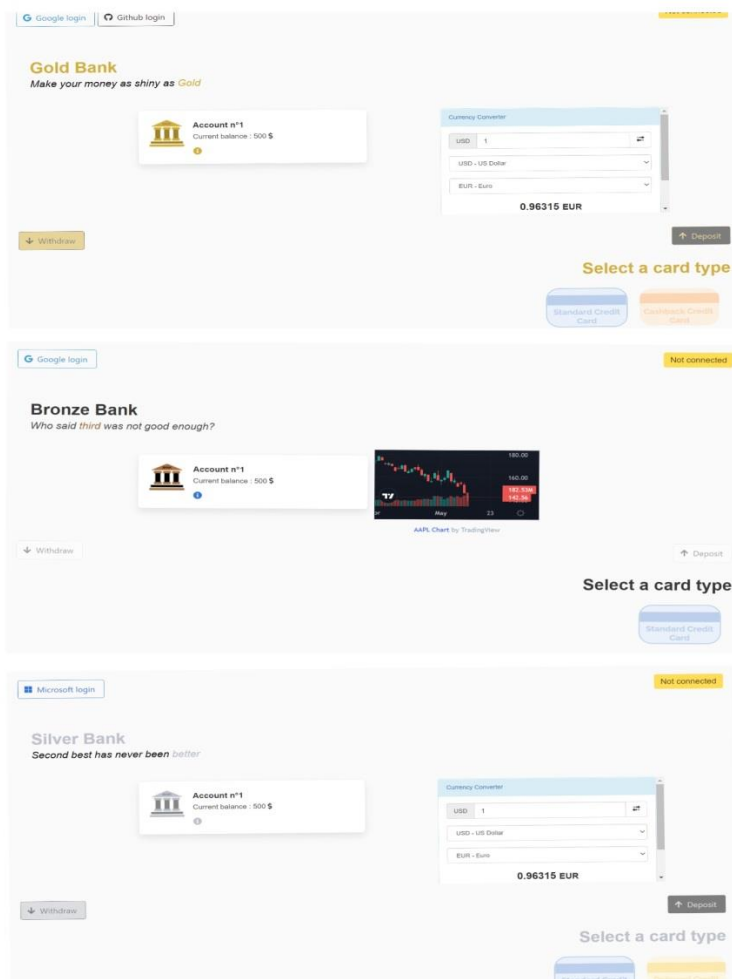 Google login
Github login
Gold Bank
Make your money as shiny as Gold
Account n°1
Current balance : 500 $
Currency Converter
USD 1
USD - US Dollar
EUR - Euro
0.96315 EUR
Withdraw
Deposit
Select a card type
Standard Credit
Card
Cashback Credit
Card
Google login
Not connected
Bronze Bank
Who said third was not good enough?
Account n°1
Current balance : 500 $
180.00
160.00
142.56
May
23
AAPL Chart by TradingView
Withdraw
Deposit
Select a card type
Standard Credit
Card
Microsoft login
Not connected
Silver Bank
Second best has never been better
Account n°1
Current balance : 500 $
Currency Converter
USD 1
USD - US Dollar
EUR - Euro
0.96315 EUR
Withdraw
Deposit
Select a card type